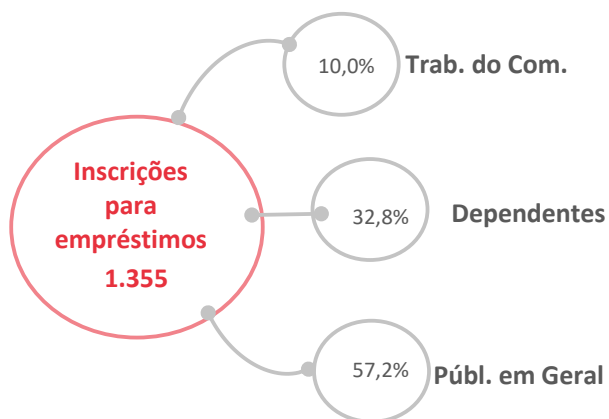 10,0%
Trab. do Com.
Inscrições
para
empréstimos
1.355
32,8%
Dependentes
57,2%
Públ. em Geral